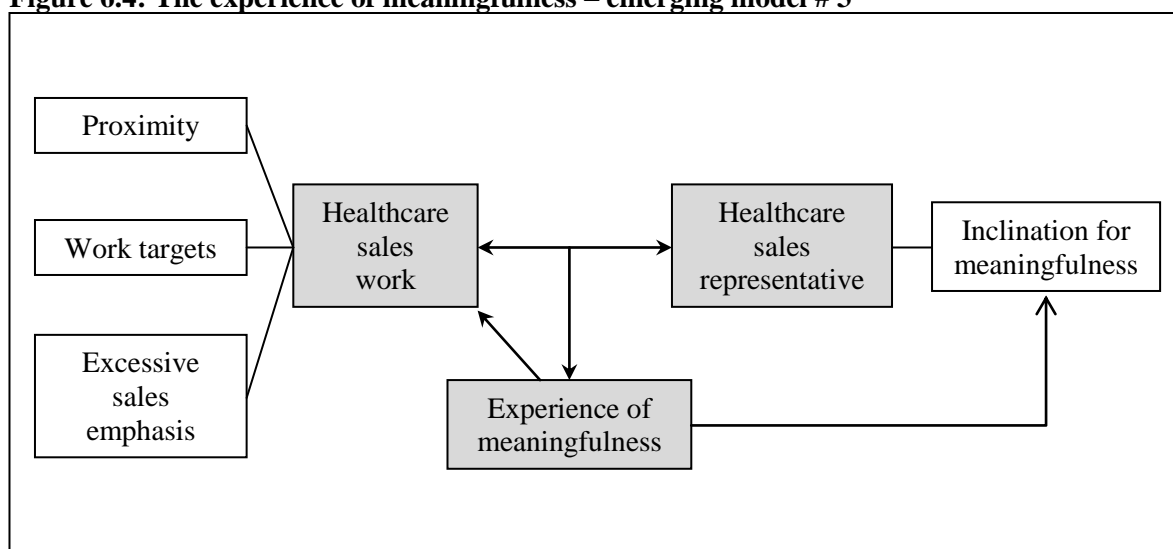 Figure 6.4: The experience of meaningfulness – emerging model # 3
Proximity
Work targets
Excessive
sales
emphasis
Healthcare
sales
work
Healthcare
sales
representative
Inclination for
meaningfulness
Experience of
meaningfulness